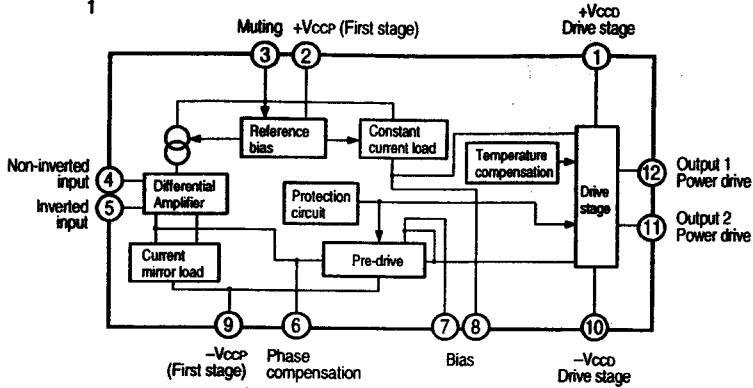 1
Muting
+VCCP (First stage)
+VCCD
Drive stage
3
2
1
Reference
bias
Constant
current load
Non-inverted
input
4
Inverted
input
5
Differential
Amplifier
Temperature
compensation
Drive
stage
12
Output 1
Power drive
11
Output 2
Power drive
Protection
circuit
Current
mirror load
Pre-drive
9
6
7
8
10
-VCCP
(First stage)
Phase
compensation
Bias
-VCCD
Drive stage